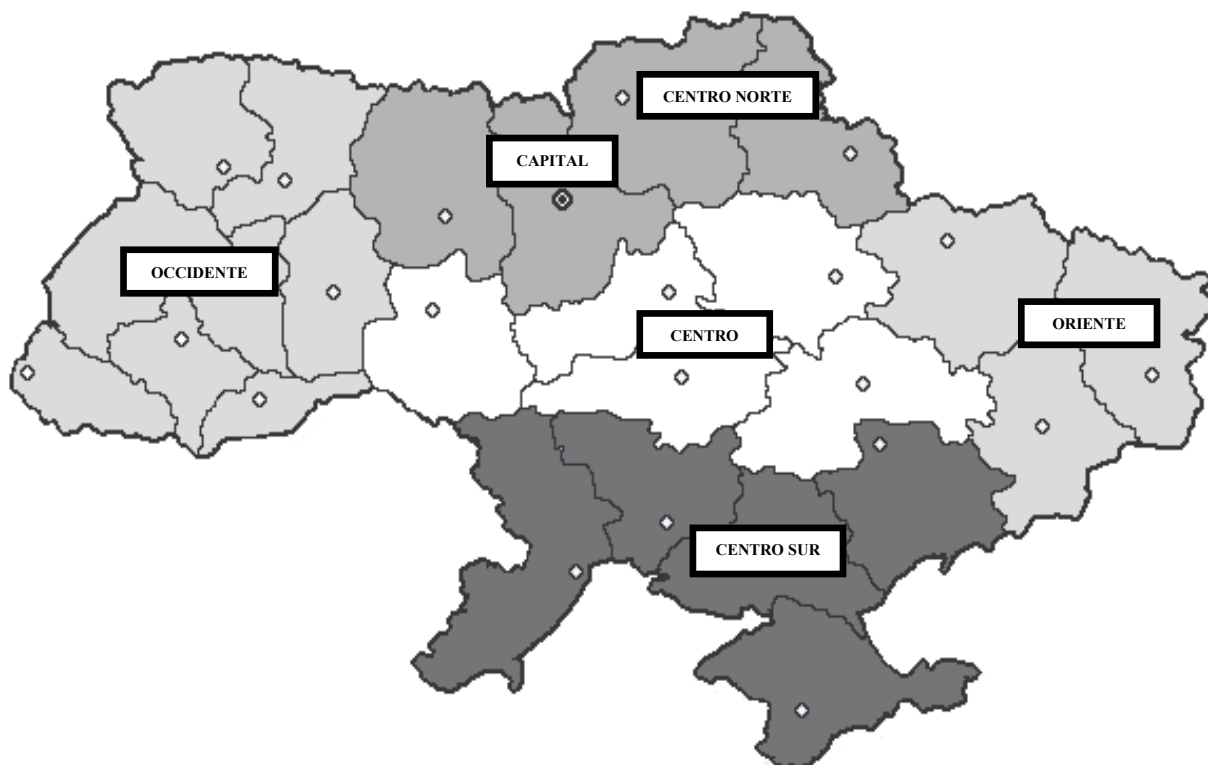 CENTRO NORTE
CAPITAL
OCCIDENTE
CENTRO
ORIENTE
CENTRO SUR